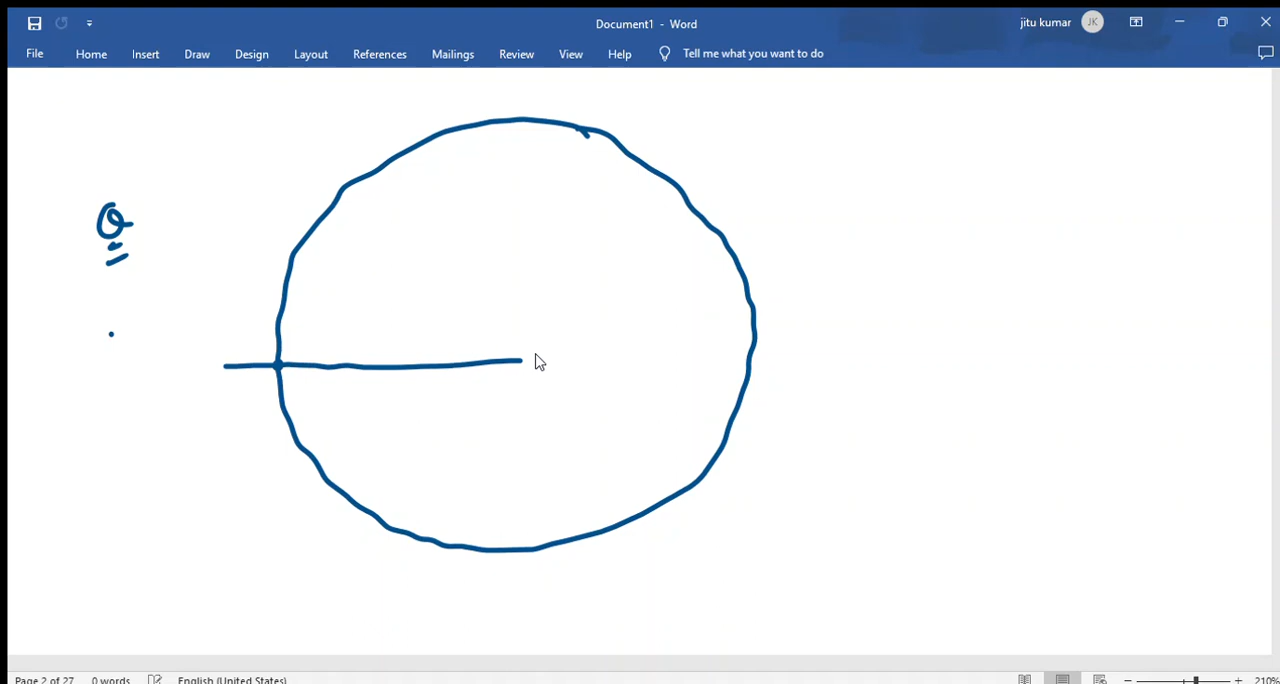 Document1 - Word
jitu kumar
JK
File Home Insert Draw Design Layout References Mailings Review View Help Tell me what you want to do
Q
Page 2 of 27 0 words English (United States) 210%